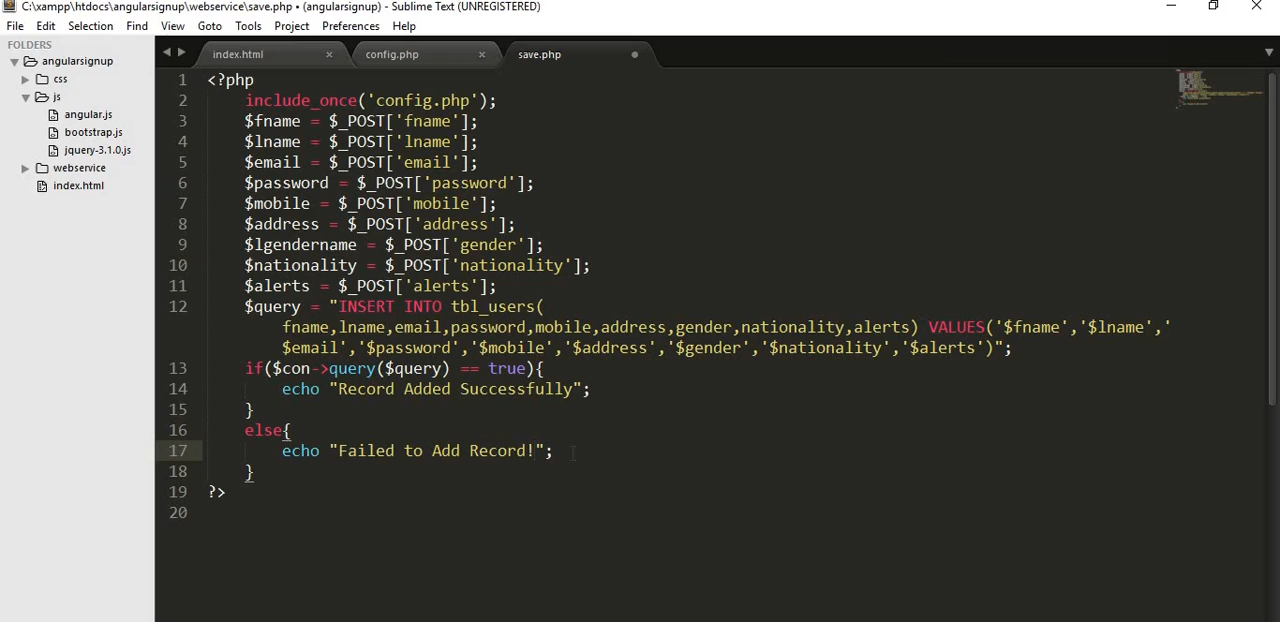 C:\xampp\htdocs\angularsignup\webservice\save.php • (angularsignup) - Sublime Text (UNREGISTERED)
File Edit Selection Find View Goto Tools Project Preferences Help
FOLDERS
angularsignup
css
js
angular.js
bootstrap.js
jquery-3.1.0.js
webservice
index.html
index.html × config.php × save.php
1 <?php
2 include_once('config.php');
3 $fname = $_POST['fname'];
4 $lname = $_POST['lname'];
5 $email = $_POST['email'];
6 $password = $_POST['password'];
7 $mobile = $_POST['mobile'];
8 $address = $_POST['address'];
9 $lgendername = $_POST['gender'];
10 $nationality = $_POST['nationality'];
11 $alerts = $_POST['alerts'];
12 $query = "INSERT INTO tbl_users(
fname,lname,email,password,mobile,address,gender,nationality,alerts) VALUES('$fname','$lname','
$email','$password','$mobile','$address','$gender','$nationality','$alerts')";
13 if($con->query($query) == true){
14 echo "Record Added Successfully";
15 }
16 else{
17 echo "Failed to Add Record!";
18 }
19 ?>
20